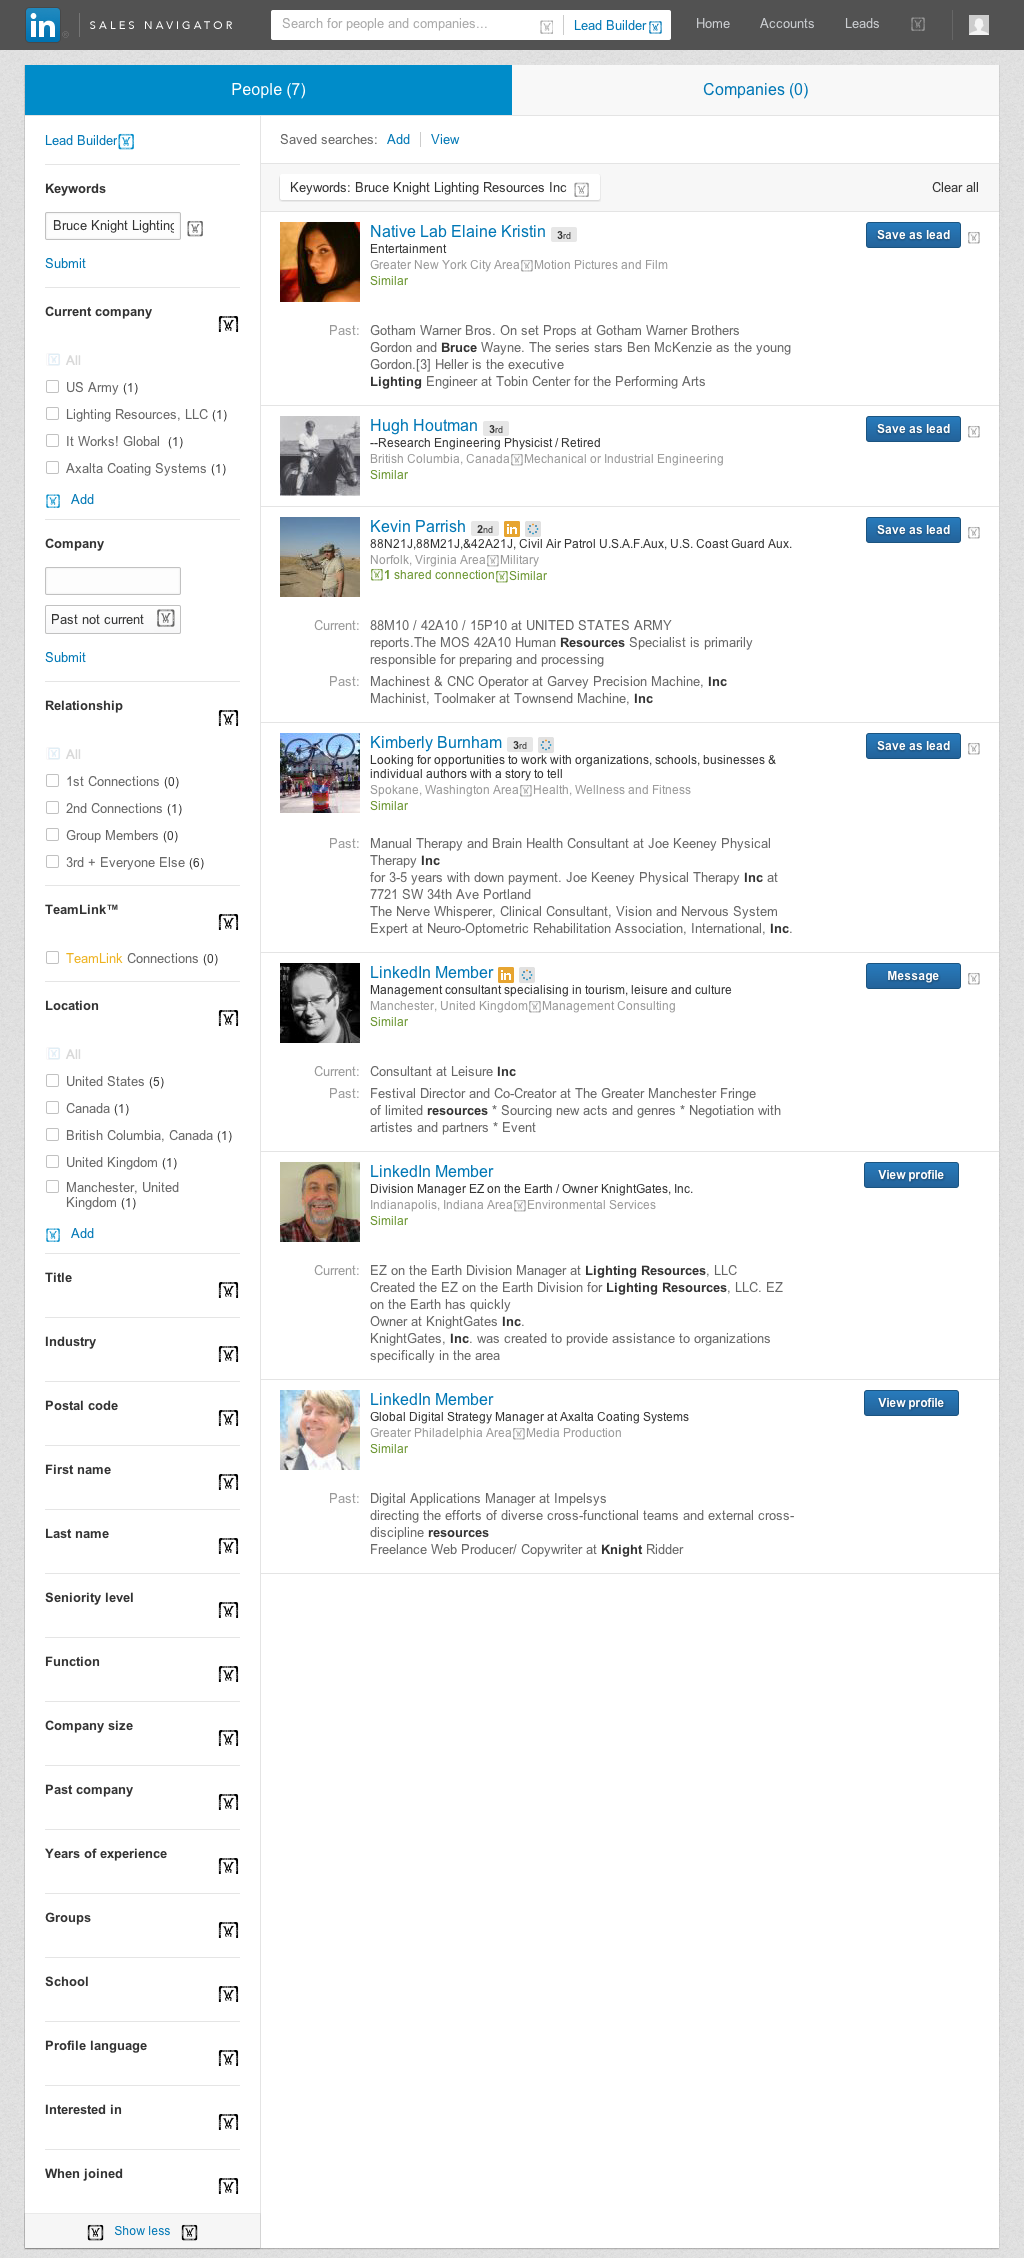 in SALES NAVIGATOR
Search for people and companies...
Lead Builder
Home
Accounts
Leads
People (7)
Companies (0)
Lead Builder
Keywords
Bruce Knight Lighting
Submit
Current company
All
US Army (1)
Lighting Resources, LLC (1)
It Works! Global (1)
Axalta Coating Systems (1)
Add
Company
Past not current
Submit
Relationship
All
1st Connections (0)
2nd Connections (1)
Group Members (0)
3rd + Everyone Else (6)
TeamLink™
TeamLink Connections (0)
Location
All
United States (5)
Canada (1)
British Columbia, Canada (1)
United Kingdom (1)
Manchester, United
Kingdom (1)
Add
Title
Industry
Postal code
First name
Last name
Seniority level
Function
Company size
Past company
Years of experience
Groups
School
Profile language
Interested in
When joined
Show less
Saved searches: Add View
Keywords: Bruce Knight Lighting Resources Inc
Clear all
Native Lab Elaine Kristin 3rd
Save as lead
Entertainment
Greater New York City Area Motion Pictures and Film
Similar
Past: Gotham Warner Bros. On set Props at Gotham Warner Brothers
Gordon and Bruce Wayne. The series stars Ben McKenzie as the young
Gordon.[3] Heller is the executive
Lighting Engineer at Tobin Center for the Performing Arts
Hugh Houtman 3rd
Save as lead
--Research Engineering Physicist / Retired
British Columbia, Canada Mechanical or Industrial Engineering
Similar
Kevin Parrish 2nd in
Save as lead
88N21J,88M21J,&42A21J, Civil Air Patrol U.S.A.F.Aux, U.S. Coast Guard Aux.
Norfolk, Virginia Area Military
1 shared connection Similar
Current: 88M10 / 42A10 / 15P10 at UNITED STATES ARMY
reports.The MOS 42A10 Human Resources Specialist is primarily
responsible for preparing and processing
Past: Machinest & CNC Operator at Garvey Precision Machine, Inc
Machinist, Toolmaker at Townsend Machine, Inc
Kimberly Burnham 3rd
Save as lead
Looking for opportunities to work with organizations, schools, businesses &
individual authors with a story to tell
Spokane, Washington Area Health, Wellness and Fitness
Similar
Past: Manual Therapy and Brain Health Consultant at Joe Keeney Physical
Therapy Inc
for 3-5 years with down payment. Joe Keeney Physical Therapy Inc at
7721 SW 34th Ave Portland
The Nerve Whisperer, Clinical Consultant, Vision and Nervous System
Expert at Neuro-Optometric Rehabilitation Association, International, Inc.
LinkedIn Member in
Message
Management consultant specialising in tourism, leisure and culture
Manchester, United Kingdom Management Consulting
Similar
Current: Consultant at Leisure Inc
Past: Festival Director and Co-Creator at The Greater Manchester Fringe
of limited resources * Sourcing new acts and genres * Negotiation with
artistes and partners * Event
LinkedIn Member
View profile
Division Manager EZ on the Earth / Owner KnightGates, Inc.
Indianapolis, Indiana Area Environmental Services
Similar
Current: EZ on the Earth Division Manager at Lighting Resources, LLC
Created the EZ on the Earth Division for Lighting Resources, LLC. EZ
on the Earth has quickly
Owner at KnightGates Inc.
KnightGates, Inc. was created to provide assistance to organizations
specifically in the area
LinkedIn Member
View profile
Global Digital Strategy Manager at Axalta Coating Systems
Greater Philadelphia Area Media Production
Similar
Past: Digital Applications Manager at Impelsys
directing the efforts of diverse cross-functional teams and external cross-
discipline resources
Freelance Web Producer/ Copywriter at Knight Ridder